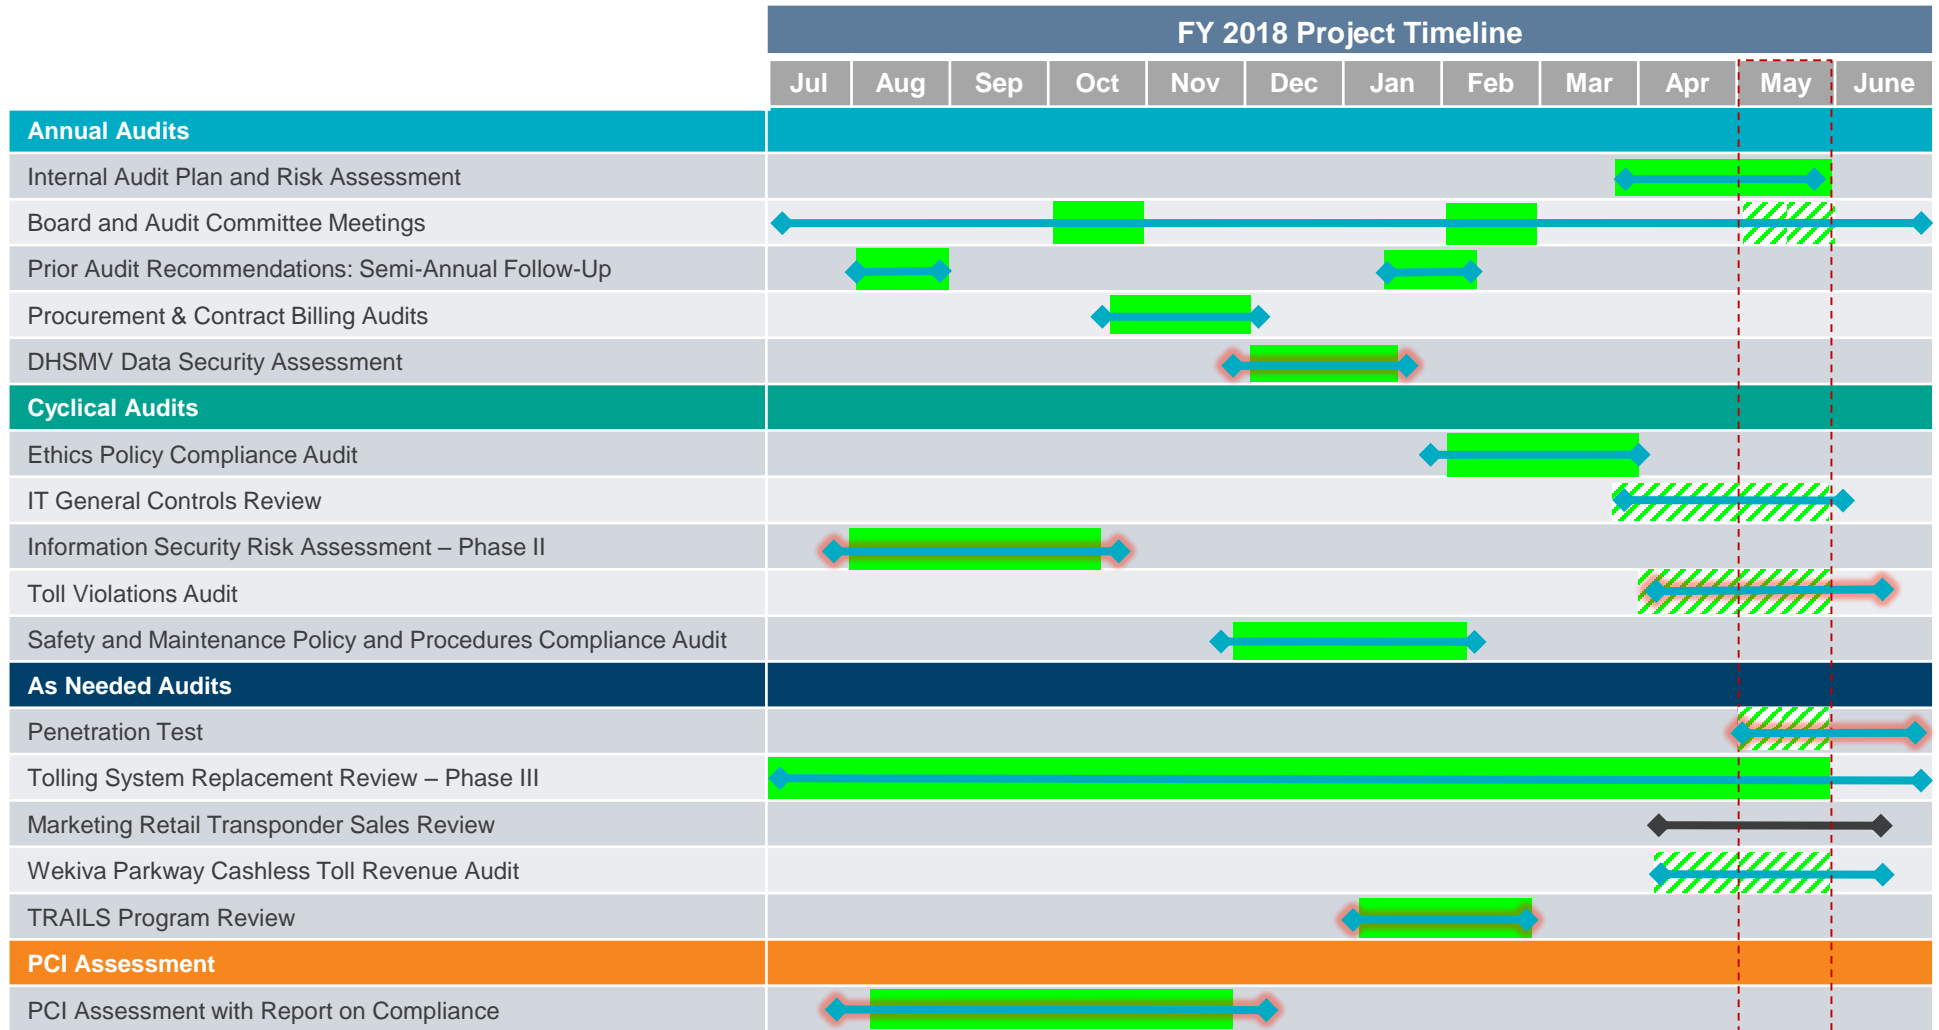 FY 2018 Project Timeline
Jul Aug Sep Oct Nov Dec Jan Feb Mar Apr May June
Annual Audits
Internal Audit Plan and Risk Assessment
Board and Audit Committee Meetings
Prior Audit Recommendations: Semi-Annual Follow-Up
Procurement & Contract Billing Audits
DHSMV Data Security Assessment
Cyclical Audits
Ethics Policy Compliance Audit
IT General Controls Review
Information Security Risk Assessment – Phase II
Toll Violations Audit
Safety and Maintenance Policy and Procedures Compliance Audit
As Needed Audits
Penetration Test
Tolling System Replacement Review – Phase III
Marketing Retail Transponder Sales Review
Wekiva Parkway Cashless Toll Revenue Audit
TRAILS Program Review
PCI Assessment
PCI Assessment with Report on Compliance